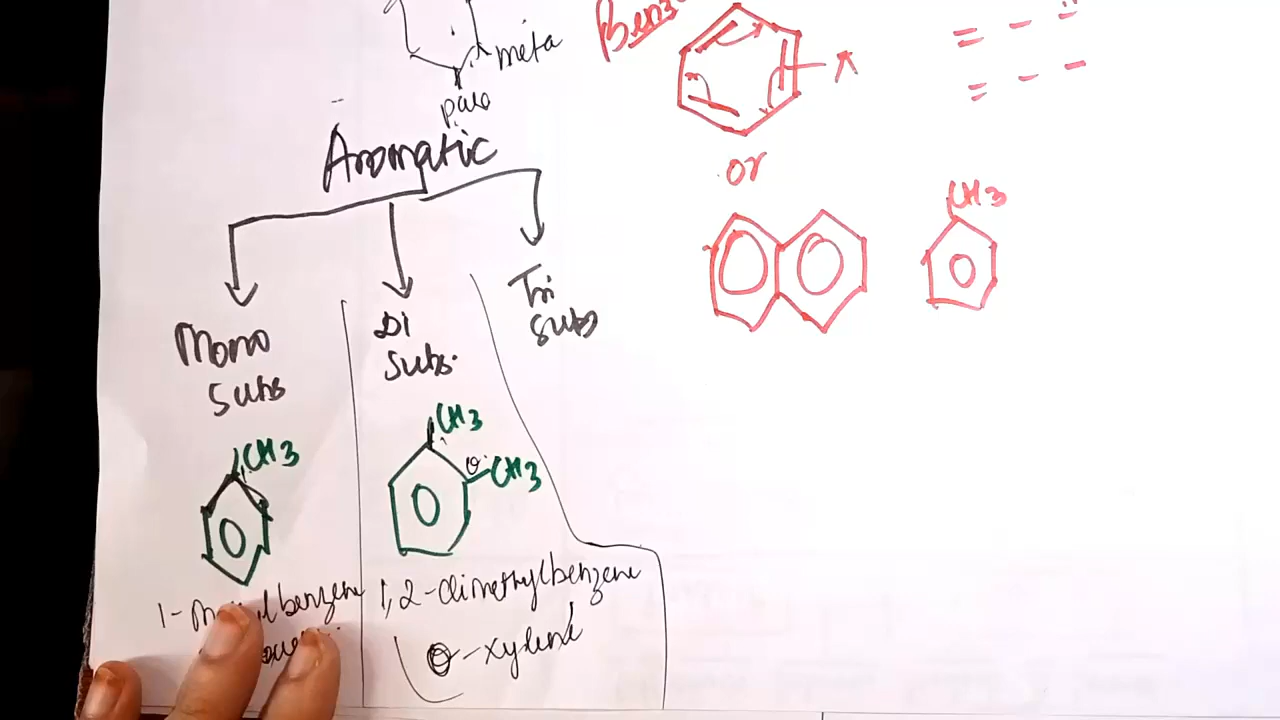 meta
para
Aromatic
Mono
Subs
Di
Subs.
Tri
Subs
CH3
CH3
CH3
1,2-dimethylbenzene
O-xylene
or
CH3